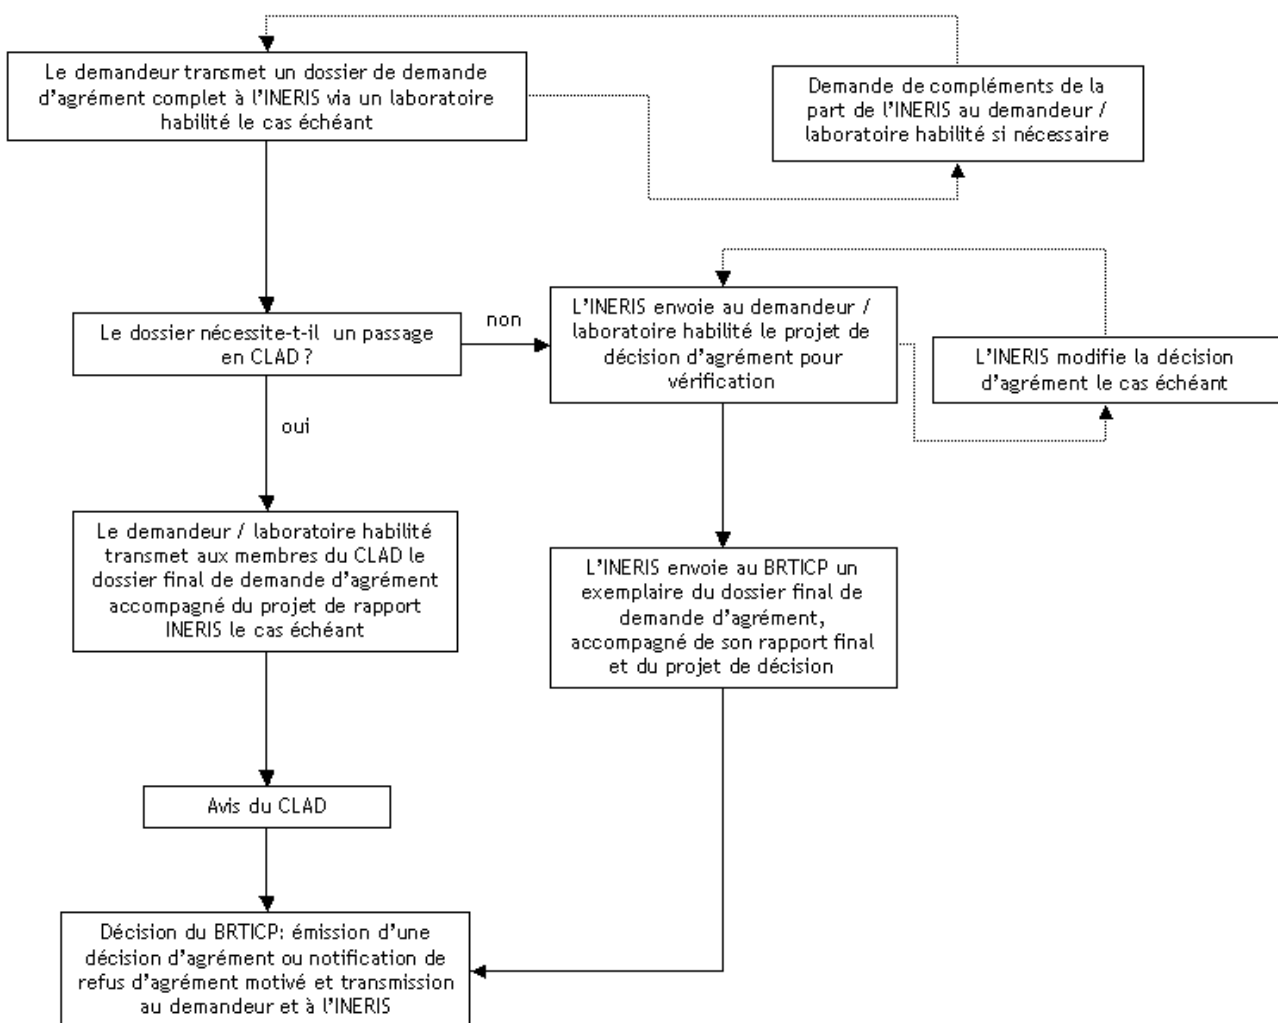 Le demandeur transmet un dossier de demande
d'agrément complet à l'INERIS via un laboratoire
habilité le cas échéant
Demande de compléments de la
part de l'INERIS au demandeur /
laboratoire habilité si nécessaire
Le dossier nécessite-t-il un passage
en CLAD ?
non
L'INERIS envoie au demandeur /
laboratoire habilité le projet de
décision d'agrément pour
vérification
L'INERIS modifie la décision
d'agrément le cas échéant
oui
Le demandeur / laboratoire habilité
transmet aux membres du CLAD le
dossier final de demande d'agrément
accompagné du projet de rapport
INERIS le cas échéant
L'INERIS envoie au BRTICP un
exemplaire du dossier final de
demande d'agrément,
accompagné de son rapport final
et du projet de décision
Avis du CLAD
Décision du BRTICP: émission d'une
décision d'agrément ou notification de
refus d'agrément motivé et transmission
au demandeur et à l'INERIS